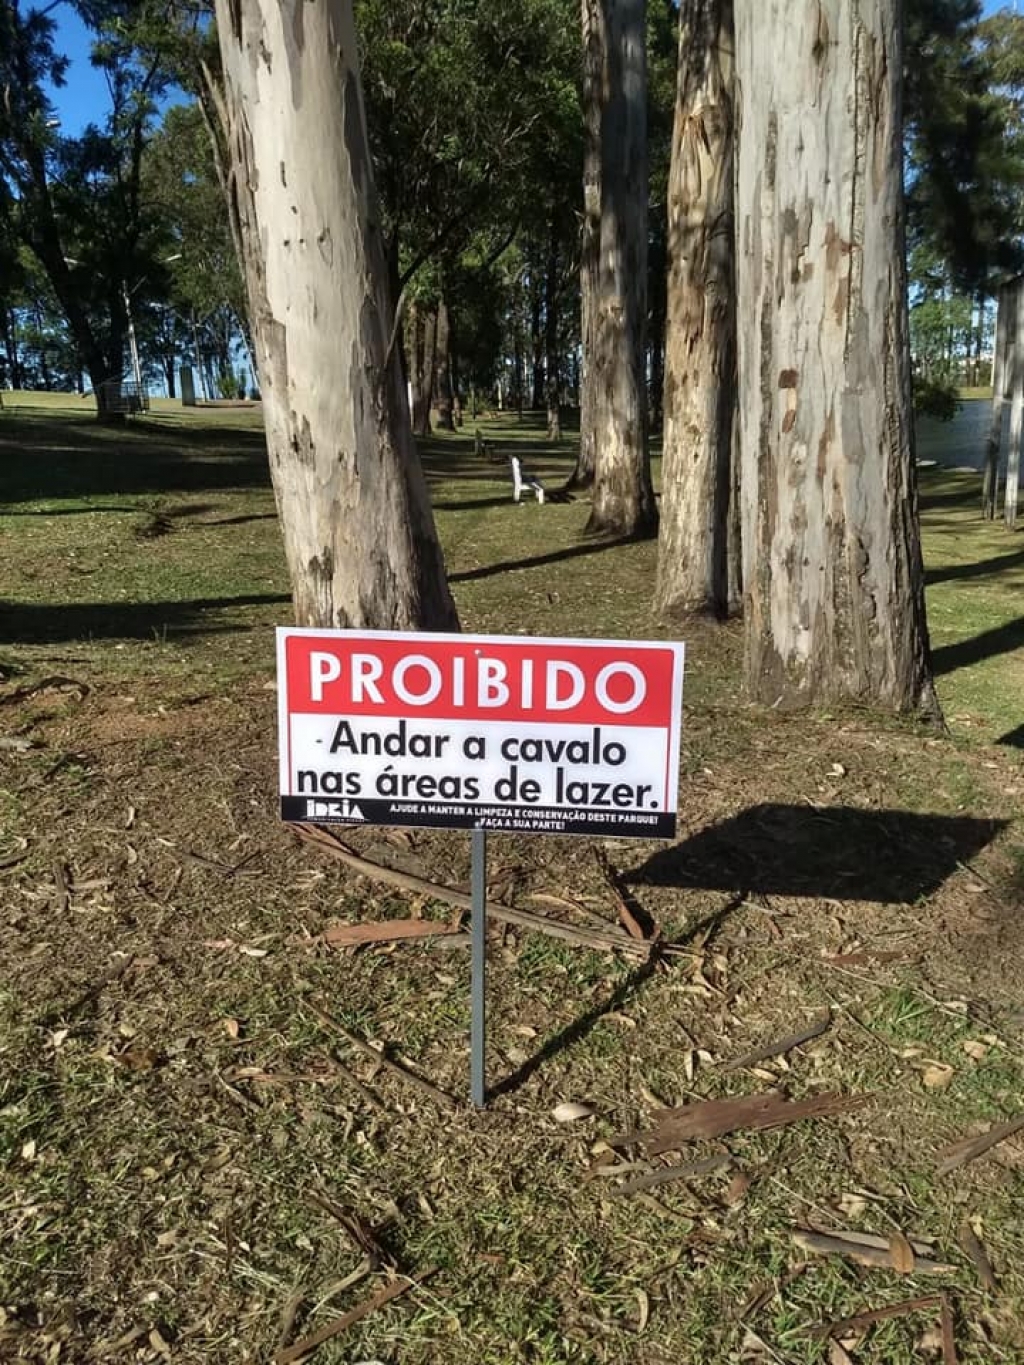 PROIBIDO
- Andar a cavalo
nas áreas de lazer.
IDEIA
AJUDE A MANTER A LIMPEZA E CONSERVAÇÃO DESTE PARQUE!
FAÇA A SUA PARTE!